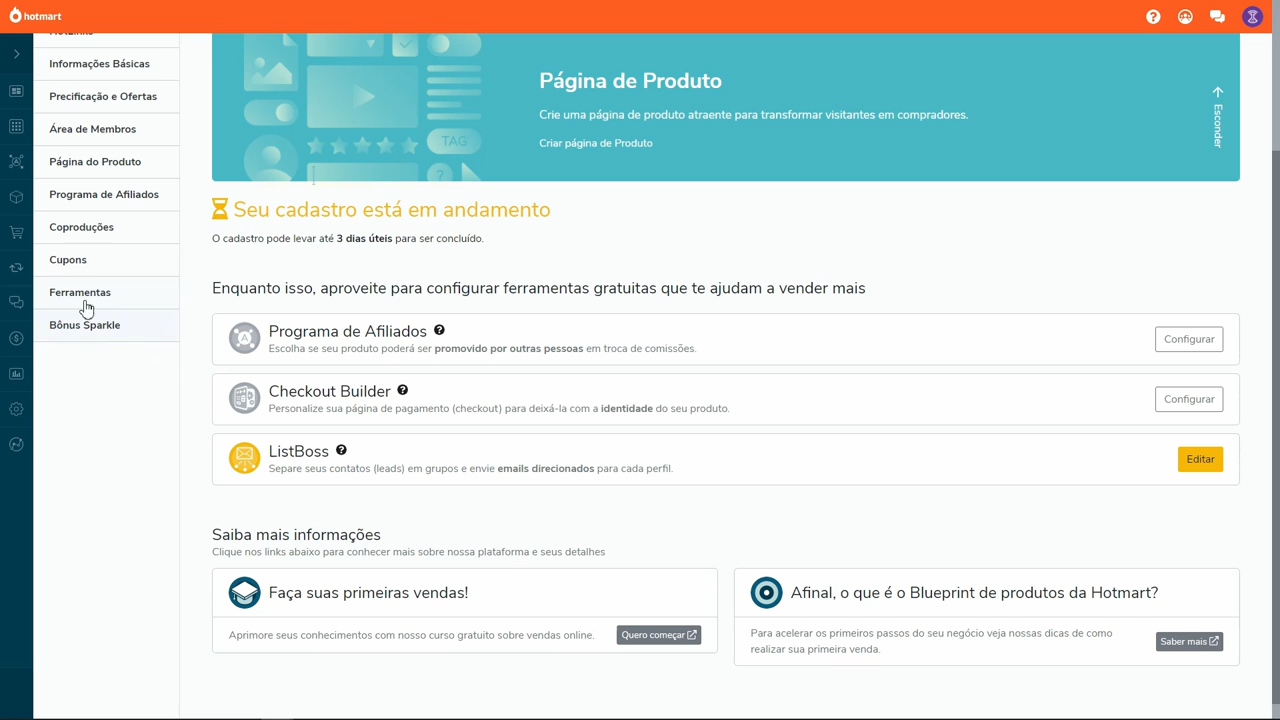 hotmart
HotLinks
Informações Básicas
Precificação e Ofertas
Área de Membros
Página do Produto
Programa de Afiliados
Coproduções
Cupons
Ferramentas
Bônus Sparkle
TAG
?
Página de Produto
Crie uma página de produto atraente para transformar visitantes em compradores.
Criar página de Produto
Esconder
Seu cadastro está em andamento
O cadastro pode levar até 3 dias úteis para ser concluído.
Enquanto isso, aproveite para configurar ferramentas gratuitas que te ajudam a vender mais
Programa de Afiliados ?
Escolha se seu produto poderá ser promovido por outras pessoas em troca de comissões.
Configurar
Checkout Builder ?
Personalize sua página de pagamento (checkout) para deixá-la com a identidade do seu produto.
Configurar
ListBoss ?
Separe seus contatos (leads) em grupos e envie emails direcionados para cada perfil.
Editar
Saiba mais informações
Clique nos links abaixo para conhecer mais sobre nossa plataforma e seus detalhes
Faça suas primeiras vendas!
Aprimore seus conhecimentos com nosso curso gratuito sobre vendas online.
Quero começar
Afinal, o que é o Blueprint de produtos da Hotmart?
Para acelerar os primeiros passos do seu negócio veja nossas dicas de como
realizar sua primeira venda.
Saber mais